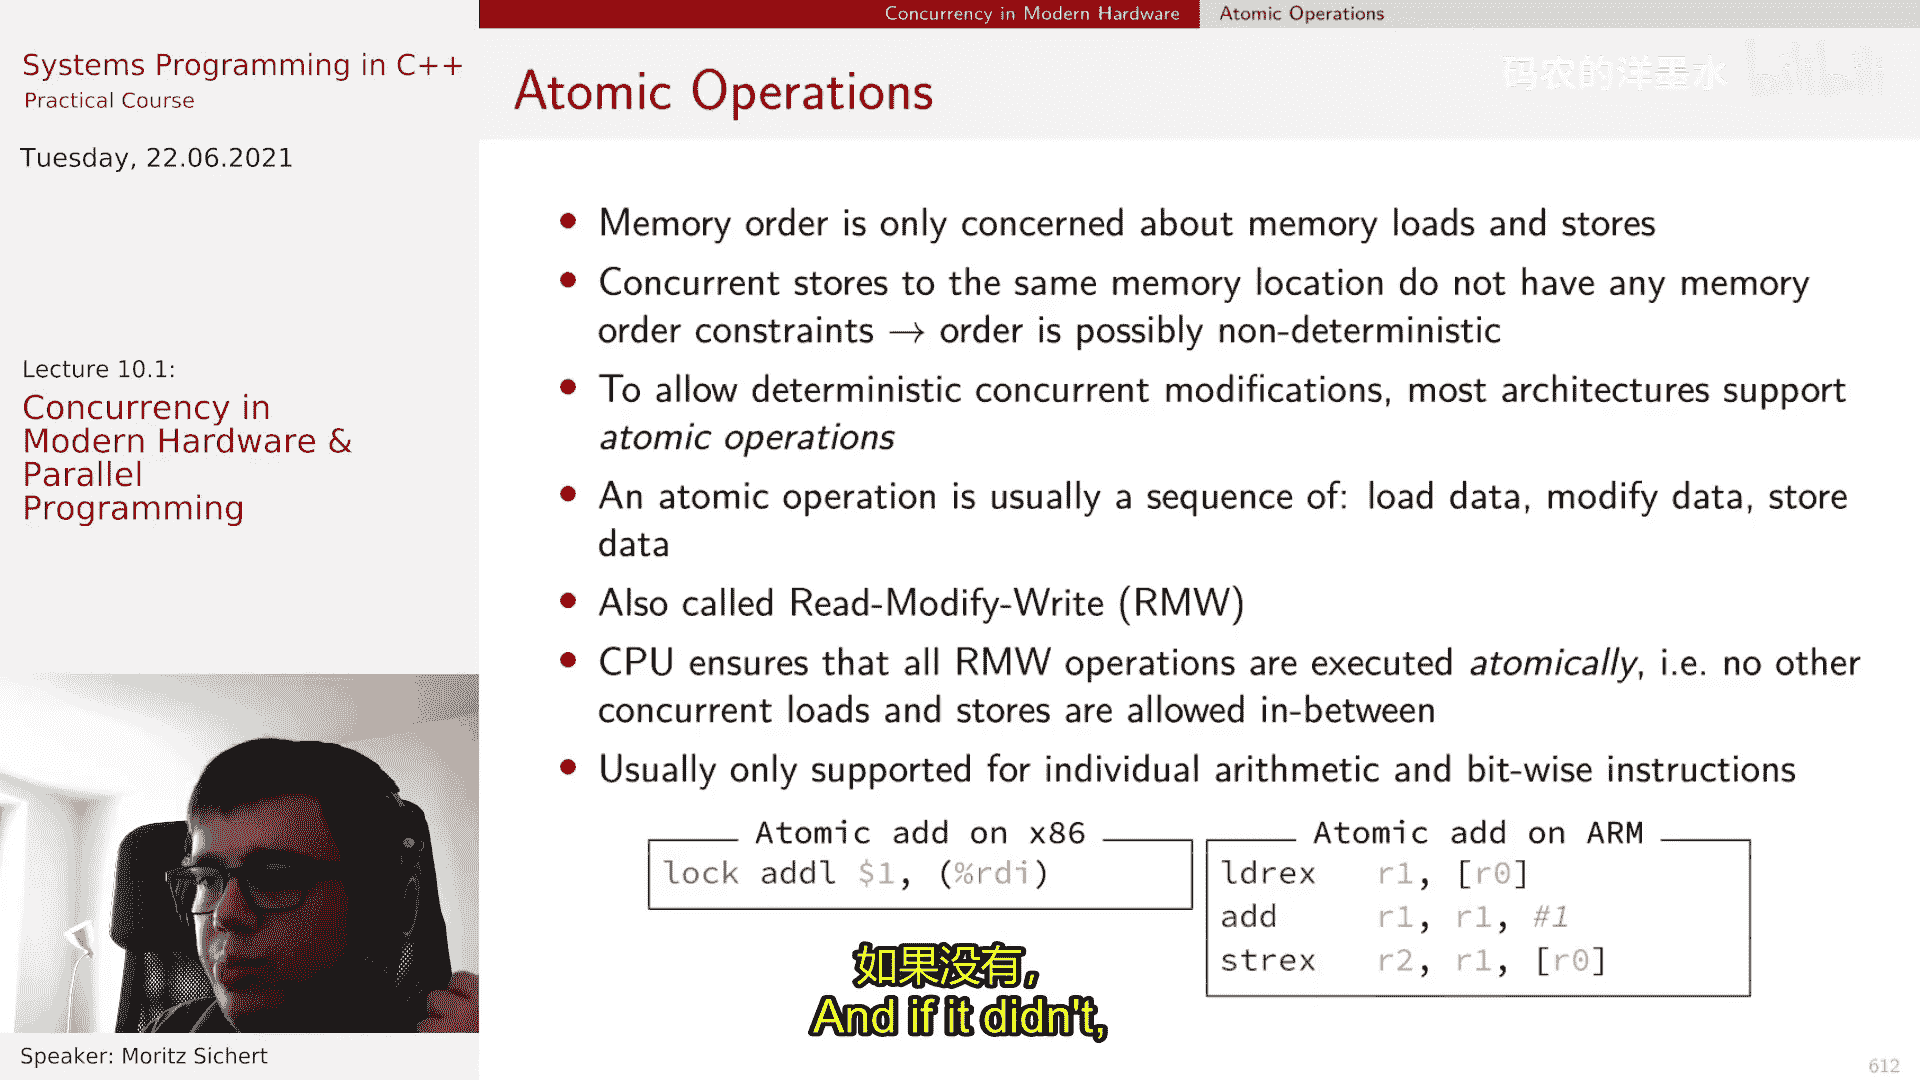 Concurrency in Modern Hardware
Atomic Operations
Systems Programming in C++
Practical Course
Tuesday, 22.06.2021
Lecture 10.1:
Concurrency in
Modern Hardware &
Parallel
Programming
Speaker: Moritz Sichert
Atomic Operations
码农的洋墨水
bilibili
• Memory order is only concerned about memory loads and stores
• Concurrent stores to the same memory location do not have any memory
order constraints → order is possibly non-deterministic
• To allow deterministic concurrent modifications, most architectures support
atomic operations
• An atomic operation is usually a sequence of: load data, modify data, store
data
• Also called Read-Modify-Write (RMW)
• CPU ensures that all RMW operations are executed atomically, i.e. no other
concurrent loads and stores are allowed in-between
• Usually only supported for individual arithmetic and bit-wise instructions
Atomic add on x86
lock addl $1, (%rdi)
Atomic add on ARM
ldrex r1, [r0]
add r1, r1, #1
strex r2, r1, [r0]
如果没有,
And if it didn't,
612